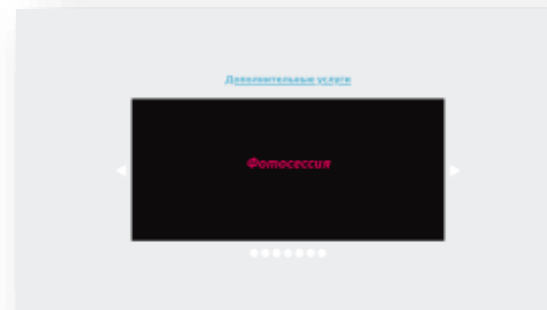 Дополнительные услуги
Фотосессия